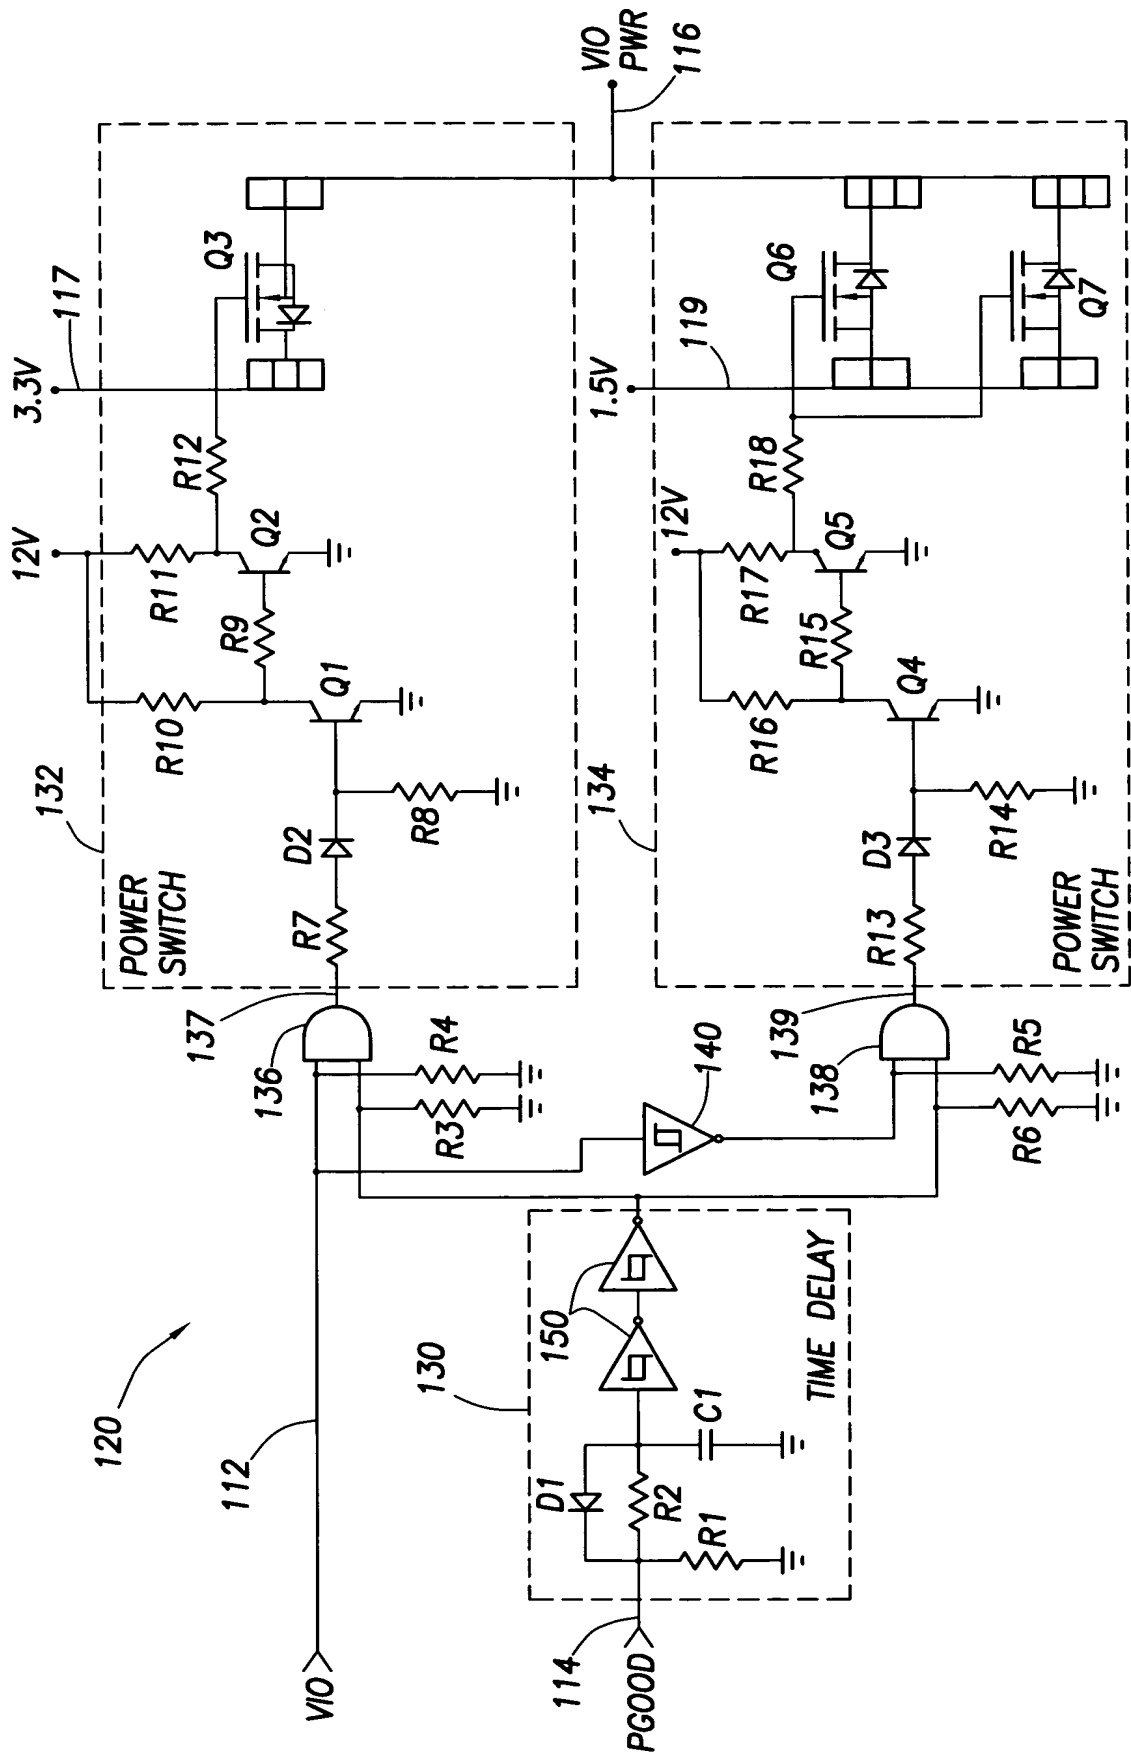 120
VIO
112
PGOOD
114
130
D1
R2
R1
C1
150
TIME DELAY
R3
R4
136
137
140
R6
R5
138
139
132
POWER
SWITCH
R7
D2
R8
R10
Q1
R9
12V
R11
Q2
R12
3.3V
117
Q3
134
POWER
SWITCH
R13
D3
R14
R16
Q4
R15
12V
R17
Q5
R18
1.5V
119
Q6
Q7
VIO
PWR
116